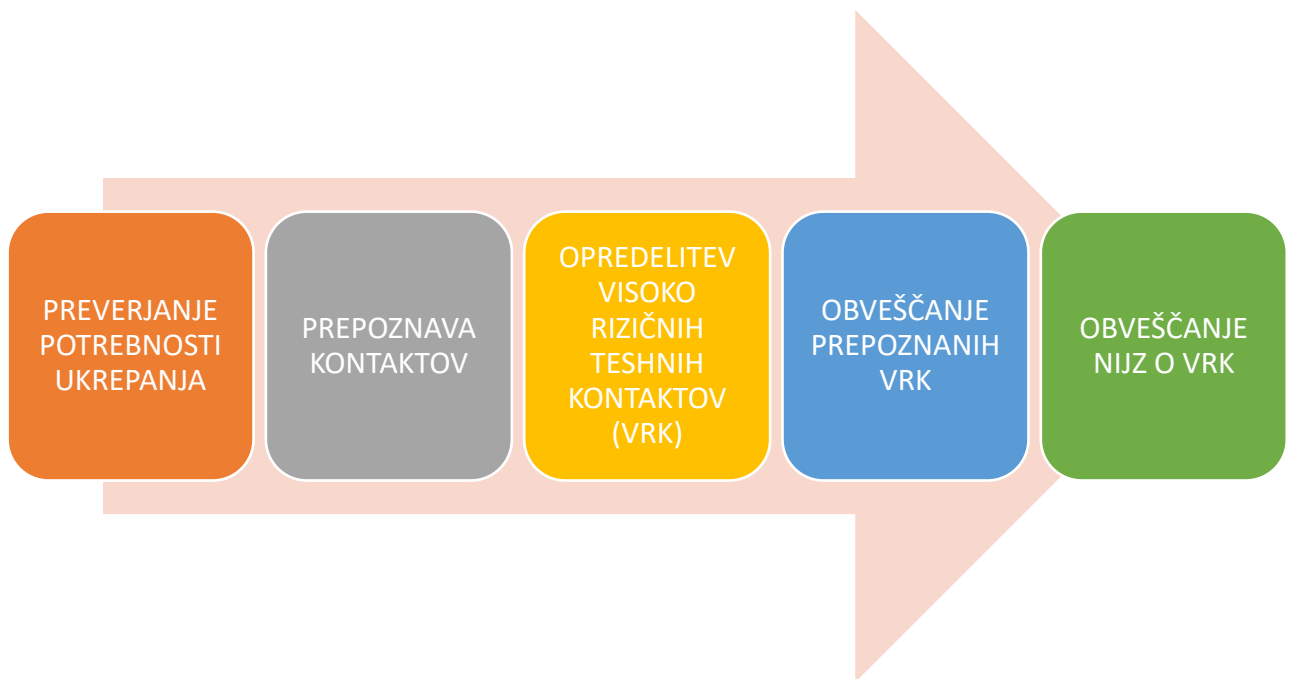 PREVERJANJE
POTREBNOSTI
UKREPANJA
PREPOZNAVA
KONTAKTOV
OPREDELITEV
VISOKO
RIZIČNIH
TESHNIH
KONTAKTOV
(VRK)
OBVEŠČANJE
PREPOZNANIH
VRK
OBVEŠČANJE
NIJZ O VRK